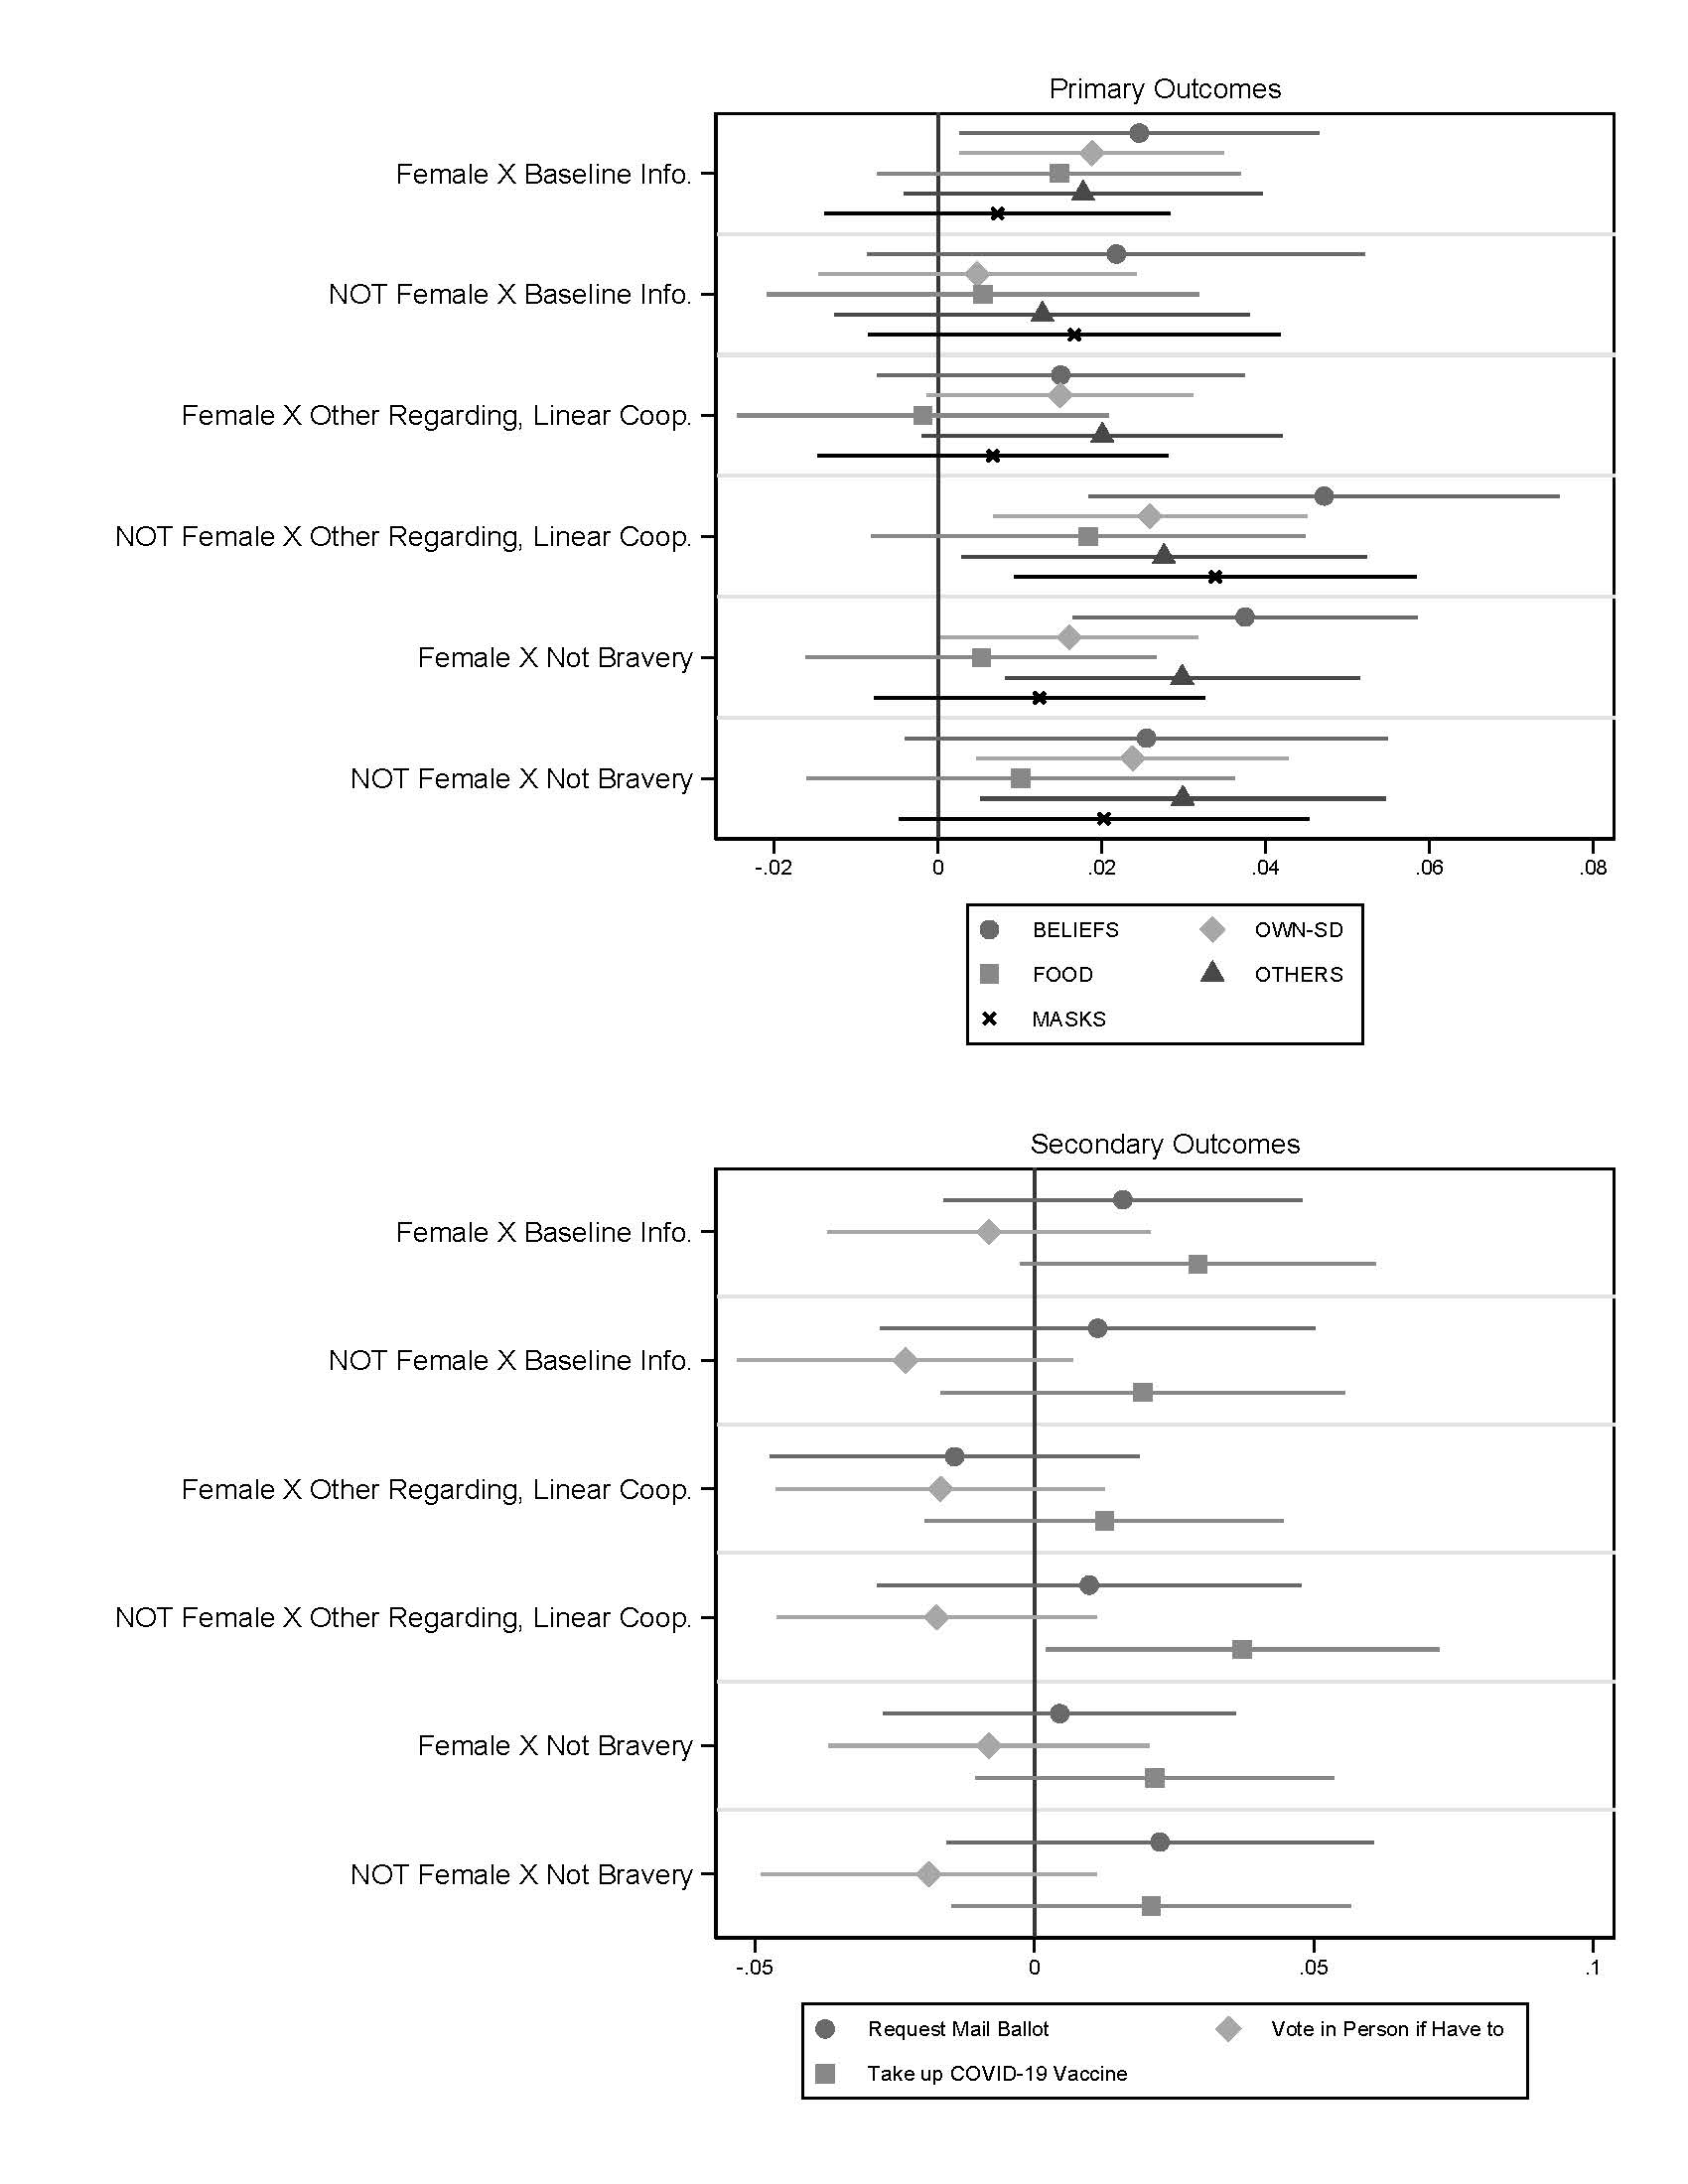 Primary Outcomes
Female X Baseline Info.
NOT Female X Baseline Info.
Female X Other Regarding, Linear Coop.
NOT Female X Other Regarding, Linear Coop.
Female X Not Bravery
NOT Female X Not Bravery
-.02 0 .02 .04 .06 .08
BELIEFS OWN-SD
FOOD OTHERS
MASKS
Secondary Outcomes
Female X Baseline Info.
NOT Female X Baseline Info.
Female X Other Regarding, Linear Coop.
NOT Female X Other Regarding, Linear Coop.
Female X Not Bravery
NOT Female X Not Bravery
-.05 0 .05 .1
Request Mail Ballot Vote in Person if Have to
Take up COVID-19 Vaccine